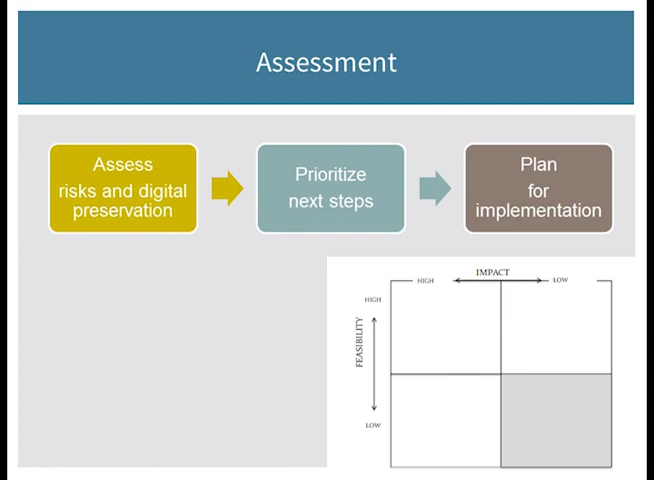 Assessment
Assess
risks and digital
preservation
Prioritize
next steps
Plan
for
implementation
IMPACT
HIGH
LOW
HIGH
FEASIBILITY
LOW